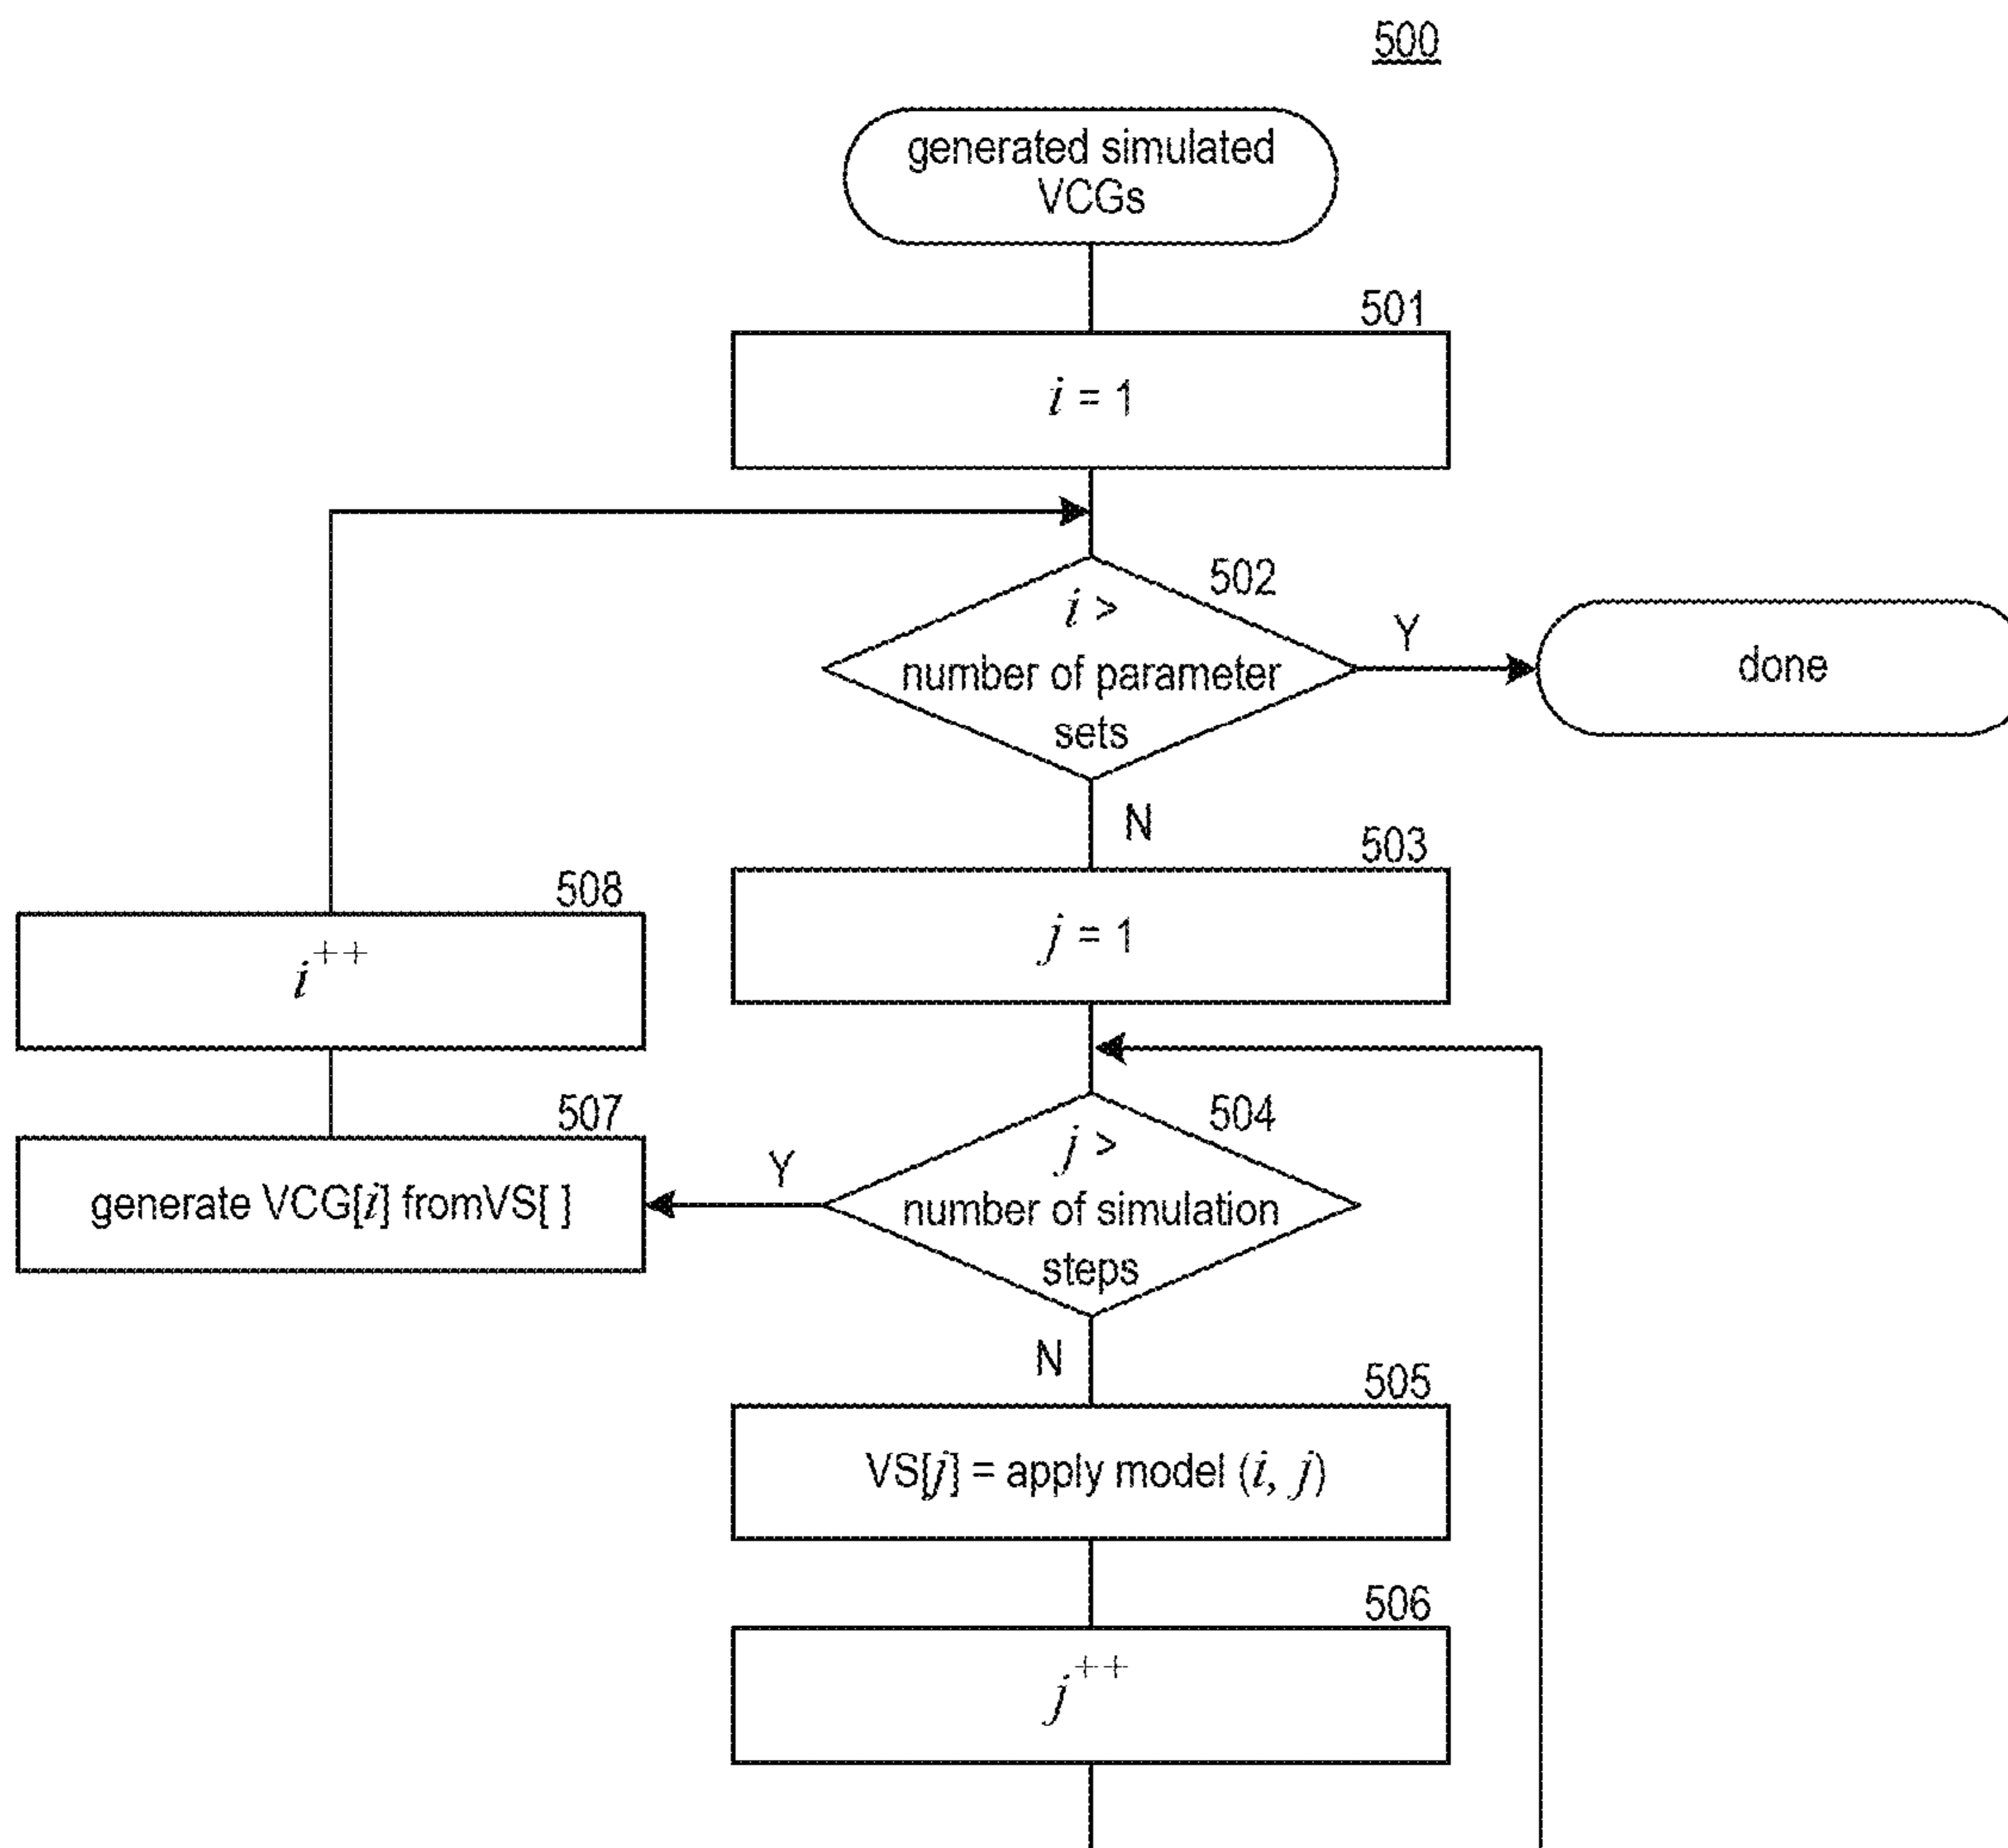 500
generated simulated
VCGs
501
i = 1
502
i >
number of parameter
sets
Y
done
N
503
j = 1
508
i++
504
j >
number of simulation
steps
Y
507
generate VCG[i] fromVS[ ]
N
505
VS[j] = apply model (i, j)
506
j++